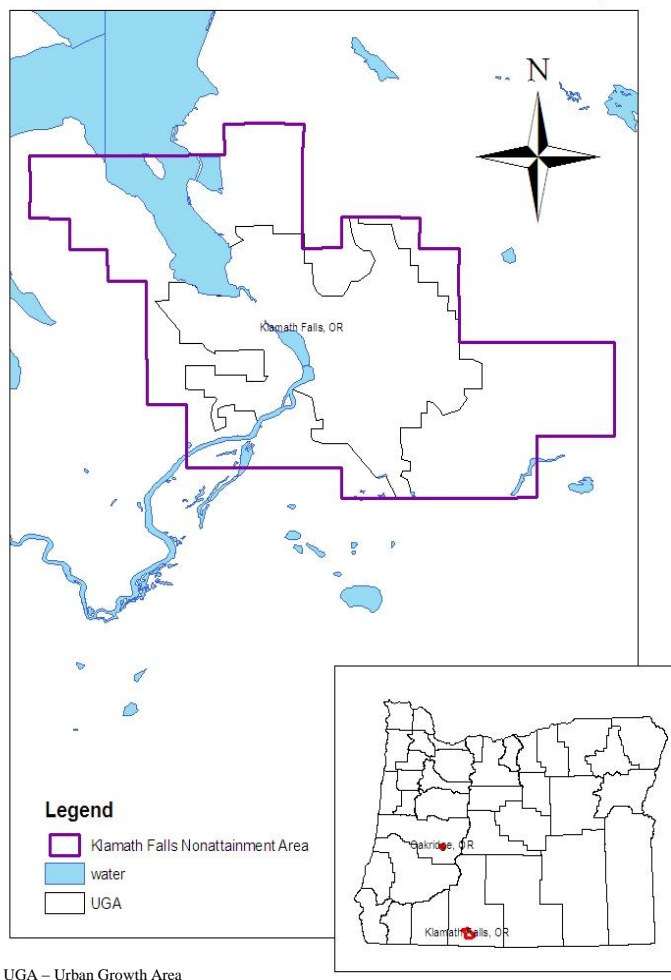 N
Klamath Falls, OR
Legend
Klamath Falls Nonattainment Area
water
UGA
Oakridge, OR
Klamath Falls, OR
UGA – Urban Growth Area